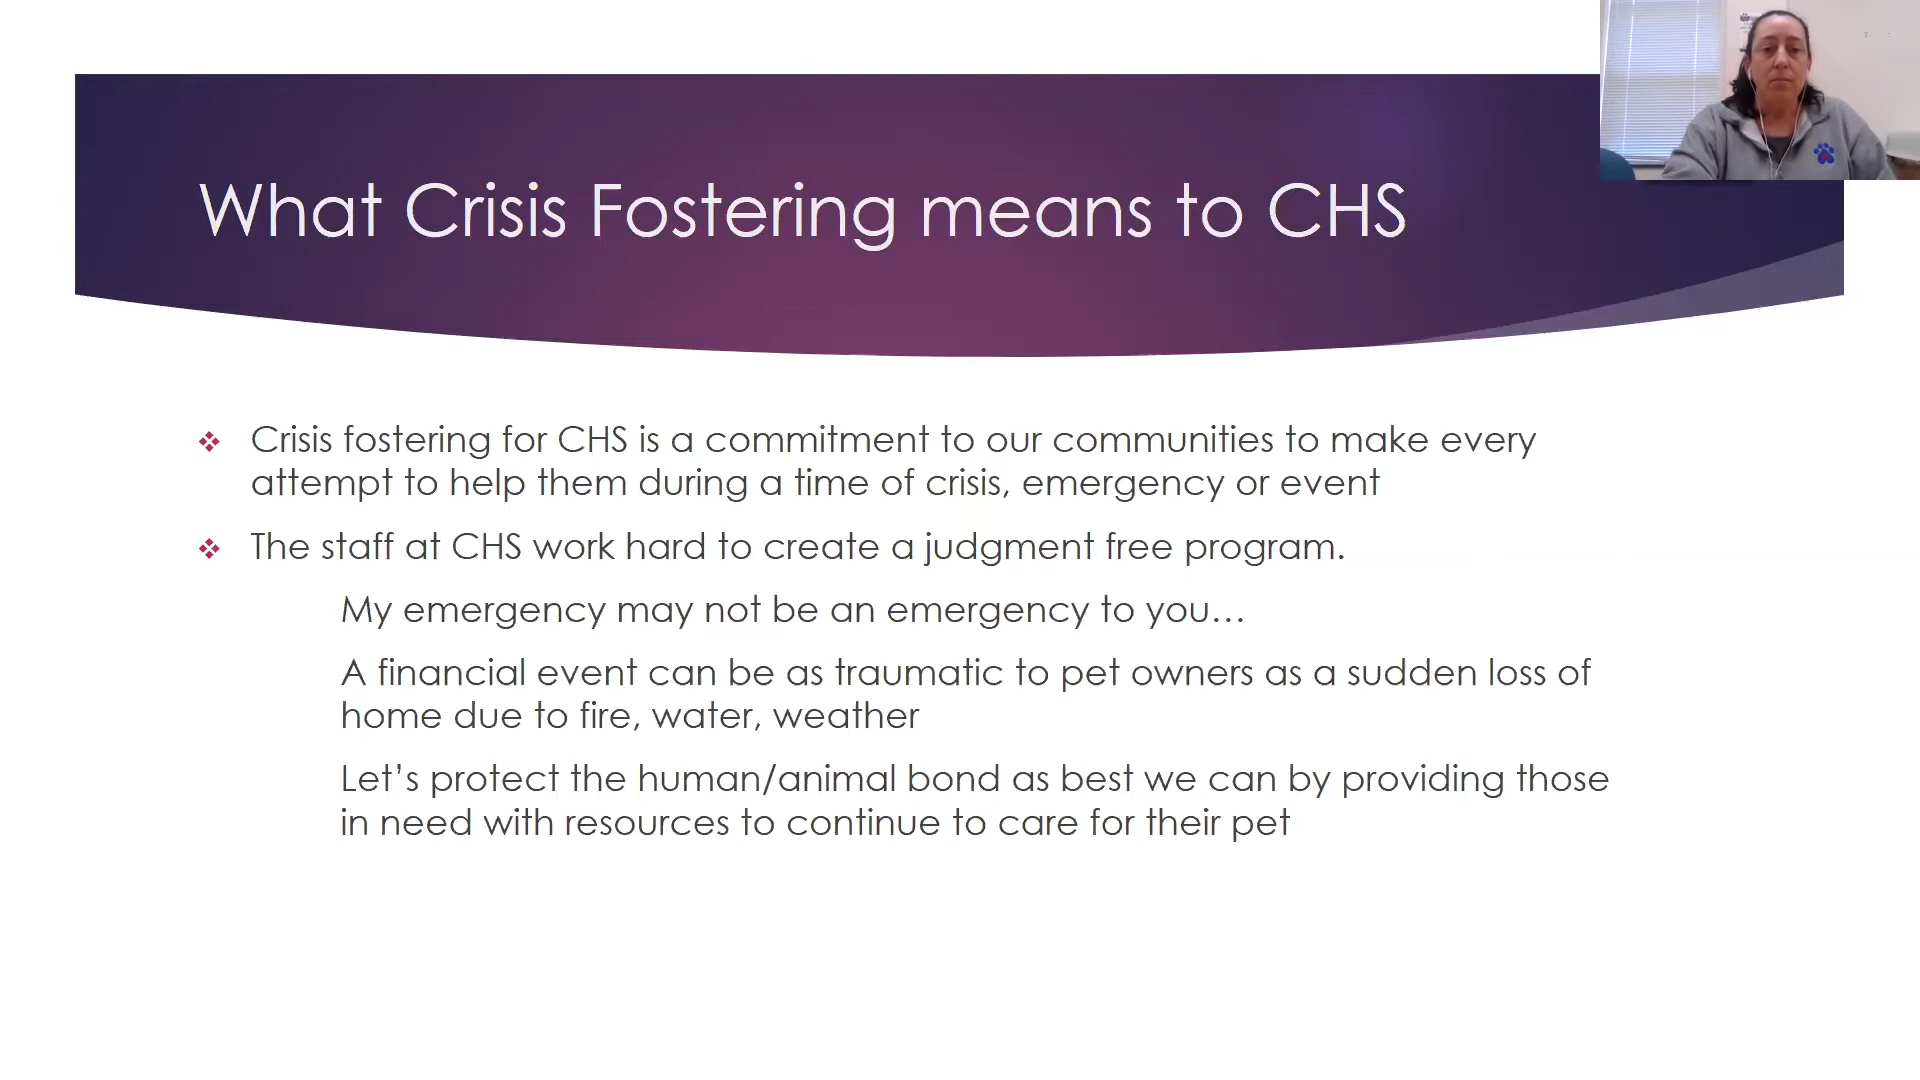 What Crisis Fostering means to CHS
Crisis fostering for CHS is a commitment to our communities to make every
attempt to help them during a time of crisis, emergency or event
The staff at CHS work hard to create a judgment free program.
My emergency may not be an emergency to you…
A financial event can be as traumatic to pet owners as a sudden loss of
home due to fire, water, weather
Let’s protect the human/animal bond as best we can by providing those
in need with resources to continue to care for their pet